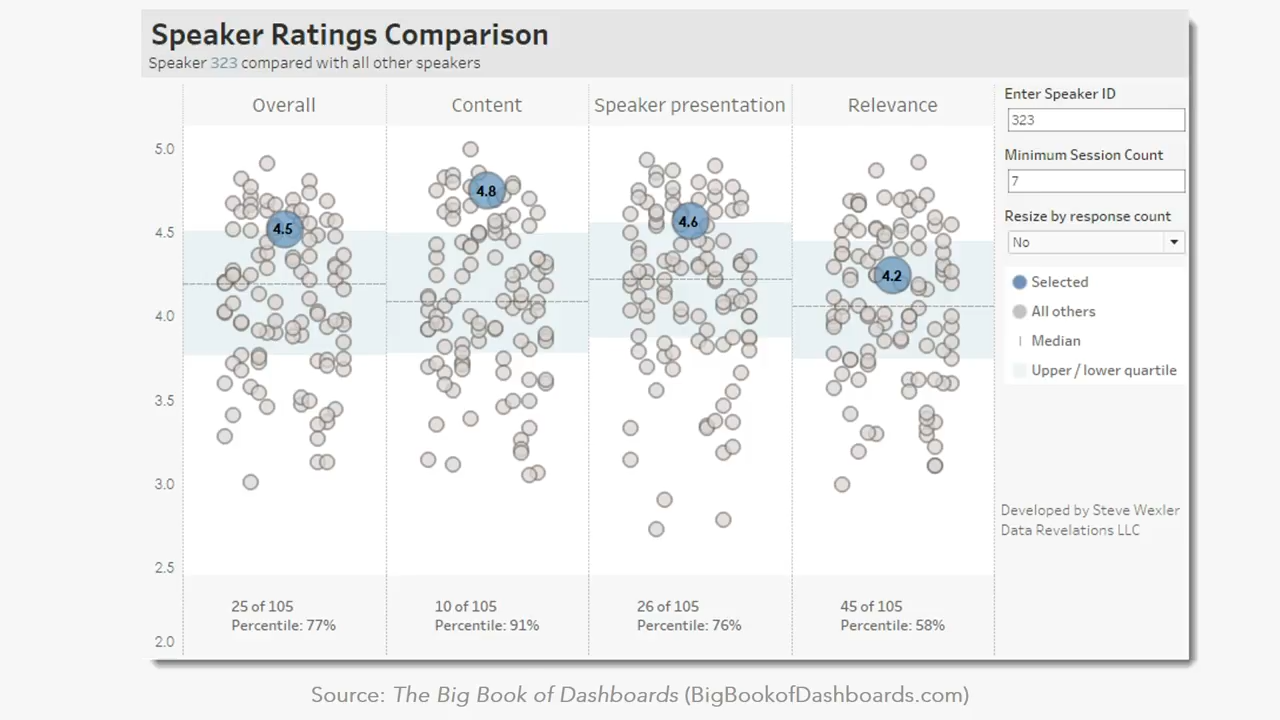 Speaker Ratings Comparison
Speaker 323 compared with all other speakers
Overall
Content
Speaker presentation
Relevance
5.0
4.5
4.0
3.5
3.0
2.5
2.0
4.5
4.8
4.6
4.2
25 of 105
Percentile: 77%
10 of 105
Percentile: 91%
26 of 105
Percentile: 76%
45 of 105
Percentile: 58%
Enter Speaker ID
323
Minimum Session Count
7
Resize by response count
No
Selected
All others
Median
Upper / lower quartile
Developed by Steve Wexler
Data Revelations LLC
Source: The Big Book of Dashboards (BigBookofDashboards.com)